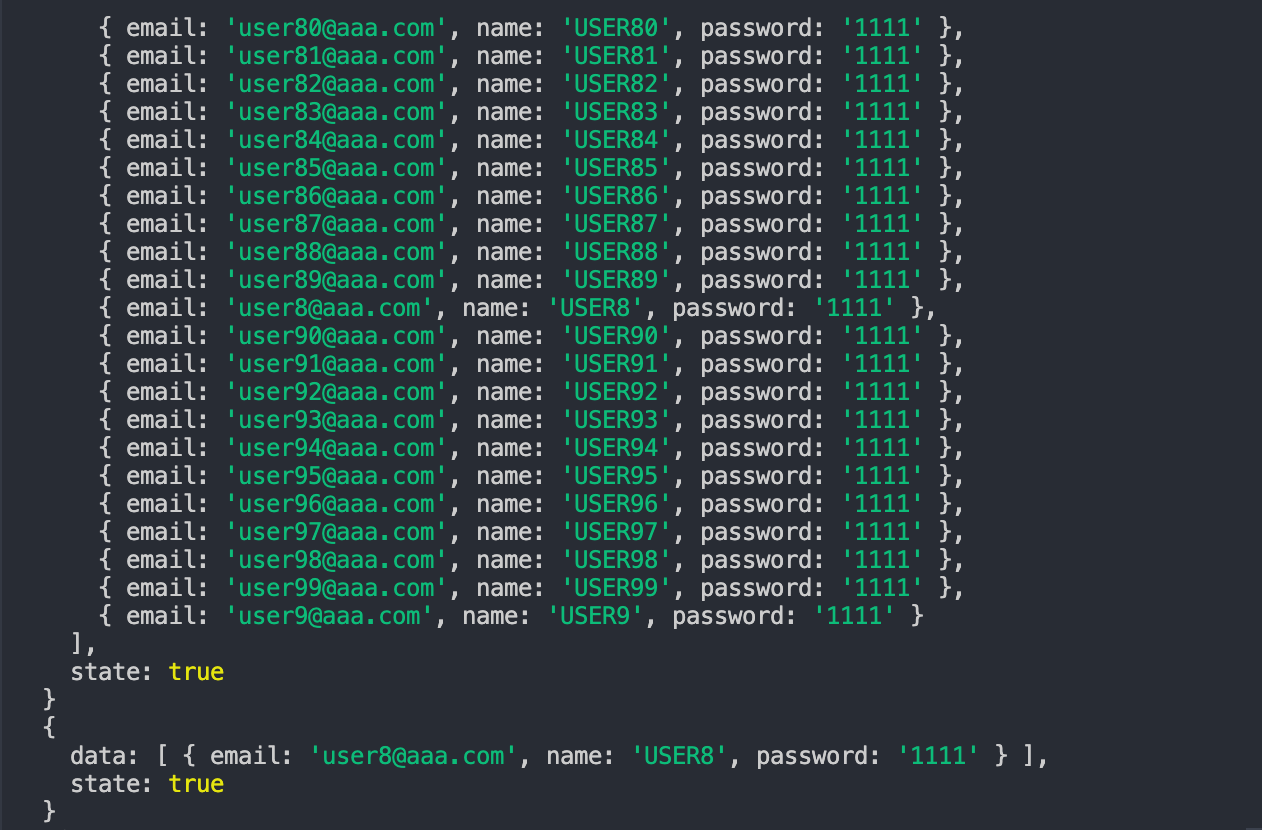 { email: 'user80@aaa.com', name: 'USER80', password: '1111' },
{ email: 'user81@aaa.com', name: 'USER81', password: '1111' },
{ email: 'user82@aaa.com', name: 'USER82', password: '1111' },
{ email: 'user83@aaa.com', name: 'USER83', password: '1111' },
{ email: 'user84@aaa.com', name: 'USER84', password: '1111' },
{ email: 'user85@aaa.com', name: 'USER85', password: '1111' },
{ email: 'user86@aaa.com', name: 'USER86', password: '1111' },
{ email: 'user87@aaa.com', name: 'USER87', password: '1111' },
{ email: 'user88@aaa.com', name: 'USER88', password: '1111' },
{ email: 'user89@aaa.com', name: 'USER89', password: '1111' },
{ email: 'user8@aaa.com', name: 'USER8', password: '1111' },
{ email: 'user90@aaa.com', name: 'USER90', password: '1111' },
{ email: 'user91@aaa.com', name: 'USER91', password: '1111' },
{ email: 'user92@aaa.com', name: 'USER92', password: '1111' },
{ email: 'user93@aaa.com', name: 'USER93', password: '1111' },
{ email: 'user94@aaa.com', name: 'USER94', password: '1111' },
{ email: 'user95@aaa.com', name: 'USER95', password: '1111' },
{ email: 'user96@aaa.com', name: 'USER96', password: '1111' },
{ email: 'user97@aaa.com', name: 'USER97', password: '1111' },
{ email: 'user98@aaa.com', name: 'USER98', password: '1111' },
{ email: 'user99@aaa.com', name: 'USER99', password: '1111' },
{ email: 'user9@aaa.com', name: 'USER9', password: '1111' }
],
state: true
}
{
data: [ { email: 'user8@aaa.com', name: 'USER8', password: '1111' } ],
state: true
}